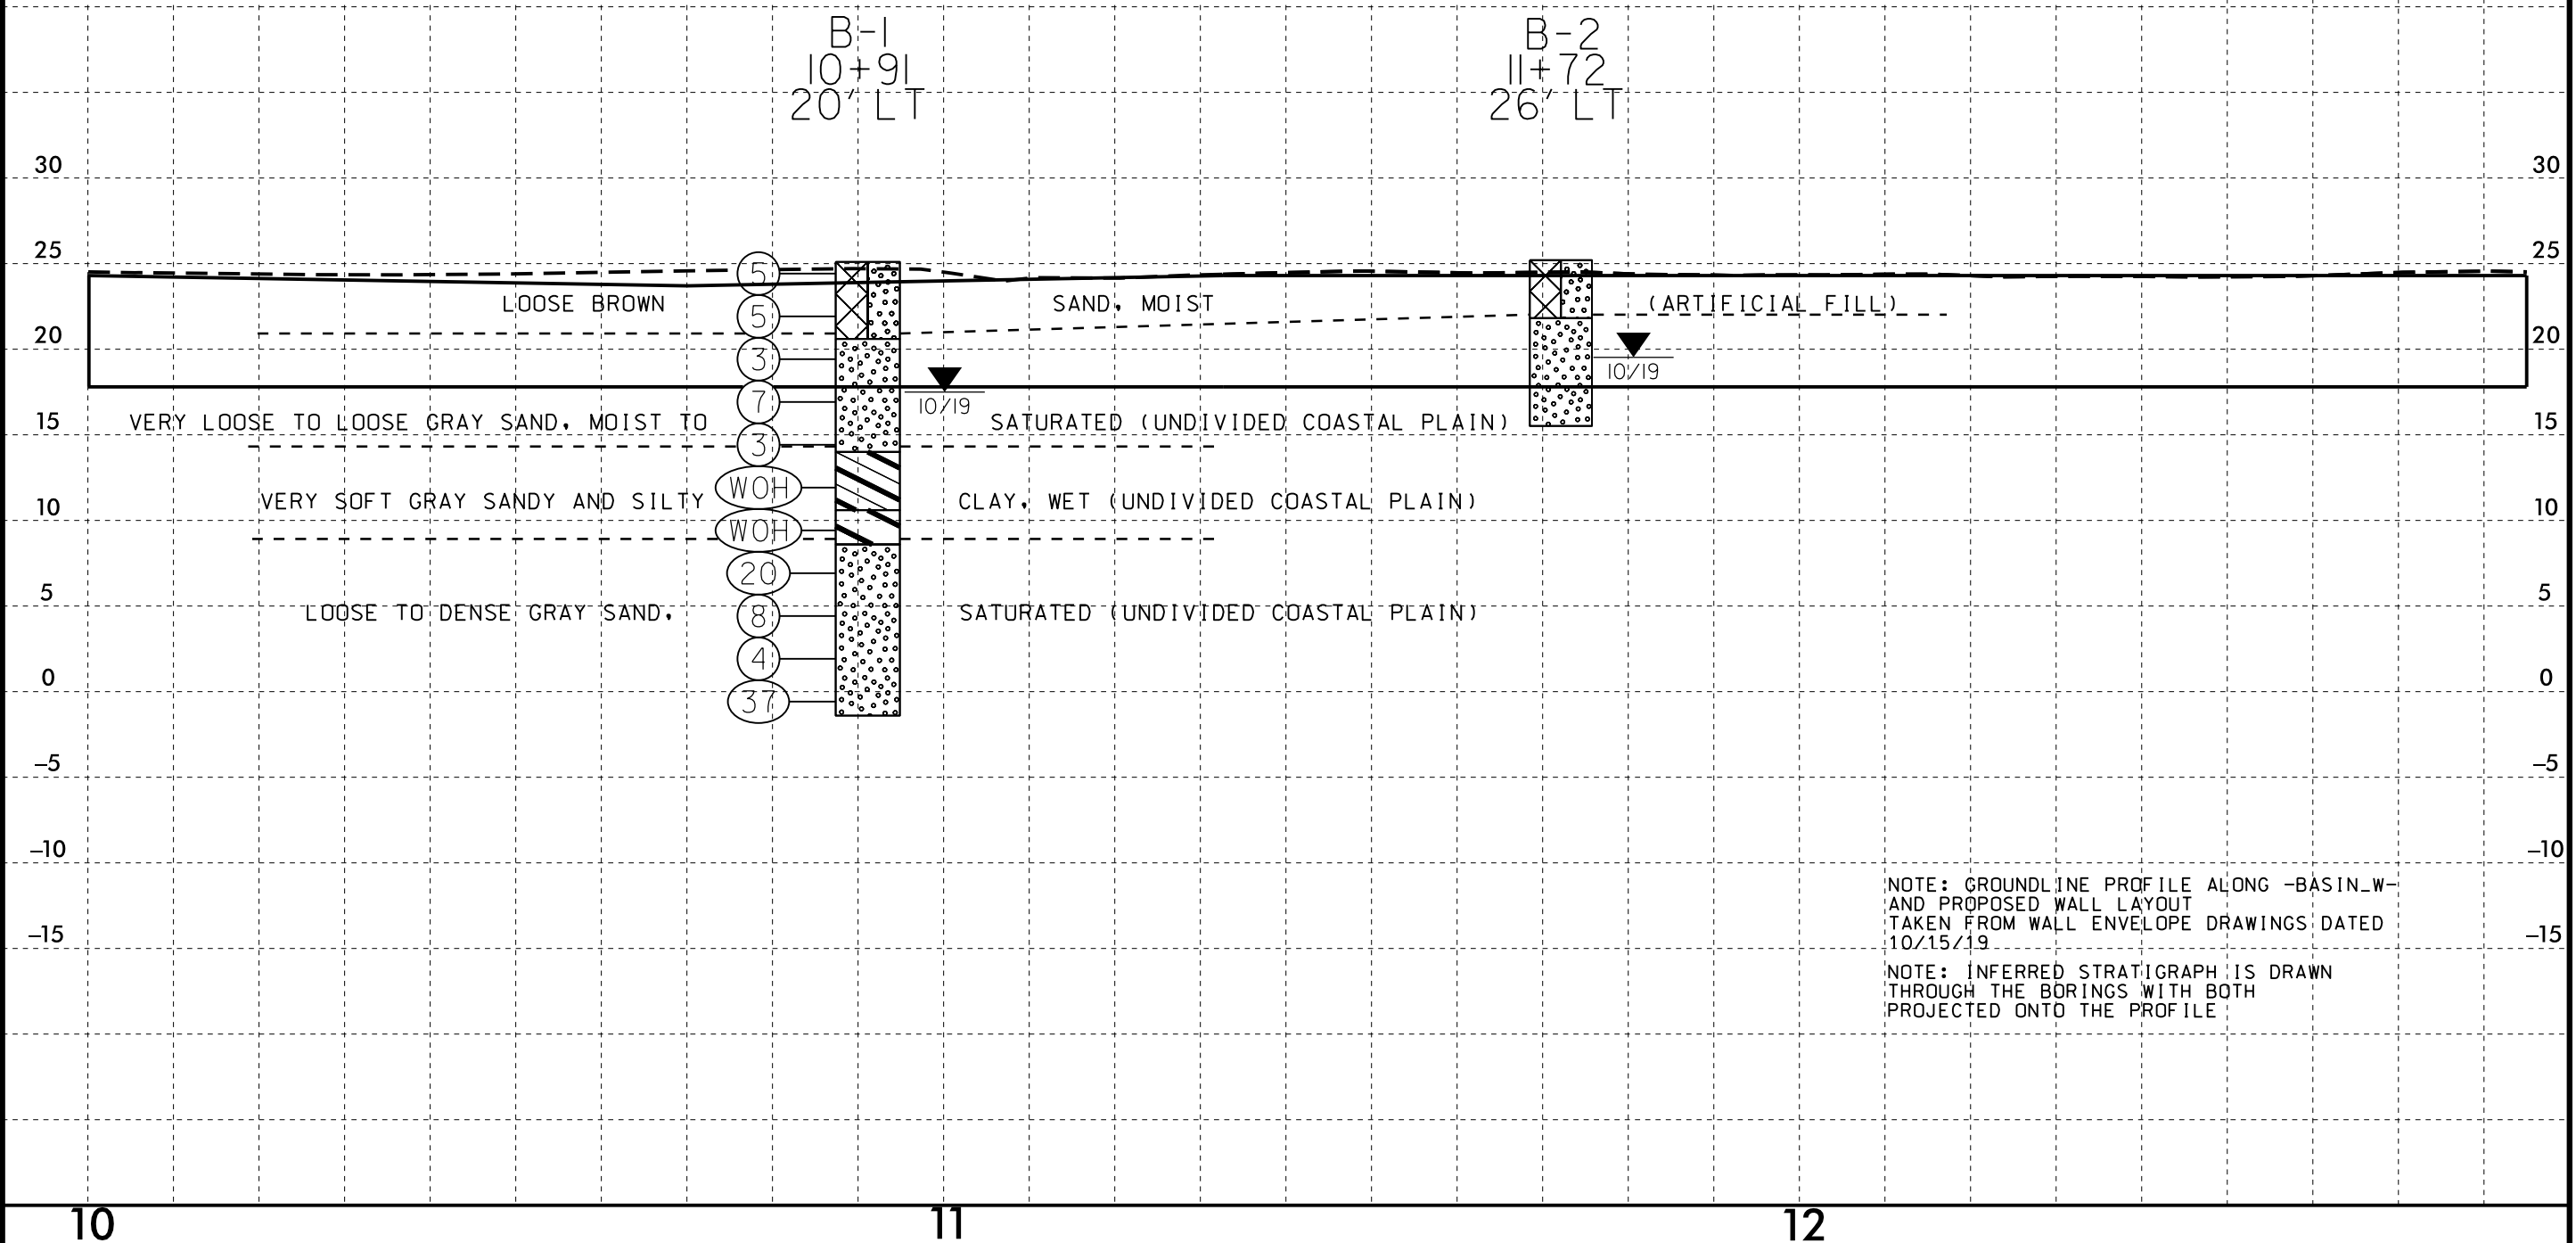 B-1
10+91
20' LT
B-2
11+72
26' LT
30 30
25 25
5
LOOSE BROWN SAND, MOIST (ARTIFICIAL FILL)
5
20 20
3
10/19
7
10/19
15 15
VERY LOOSE TO LOOSE GRAY SAND, MOIST TO SATURATED (UNDIVIDED COASTAL PLAIN)
3
WOH
VERY SOFT GRAY SANDY AND SILTY CLAY, WET (UNDIVIDED COASTAL PLAIN)
10 10
WOH
20
5 5
LOOSE TO DENSE GRAY SAND, SATURATED (UNDIVIDED COASTAL PLAIN)
8
4
0 0
37
-5 -5
-10 -10
-15 -15
NOTE: GROUNDLINE PROFILE ALONG -BASIN_W-
AND PROPOSED WALL LAYOUT
TAKEN FROM WALL ENVELOPE DRAWINGS DATED
10/15/19
NOTE: INFERRED STRATIGRAPH IS DRAWN
THROUGH THE BORINGS WITH BOTH
PROJECTED ONTO THE PROFILE
10 11 12